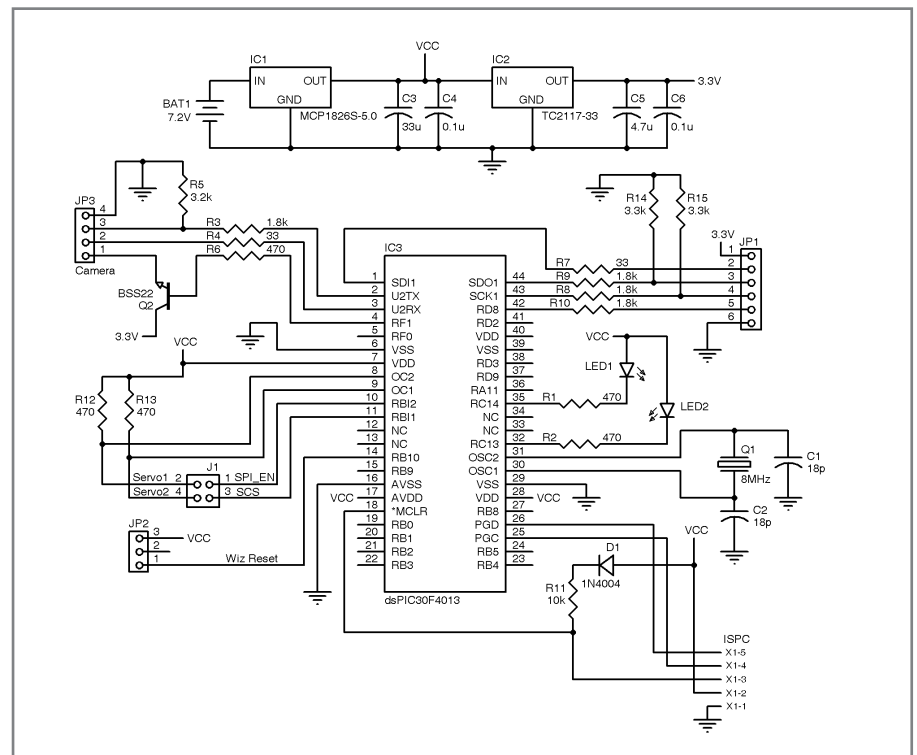 VCC
IC1
IC2
IN OUT
IN OUT
3.3V
GND
GND
BAT1
7.2V
MCP1826S-5.0
C3
33u
C4
0.1u
TC2117-33
C5
4.7u
C6
0.1u
JP3
4
3
2
1
Camera
R5
3.2k
R3 1.8k
R4 33
R6 470
BSS22
Q2
3.3V
R14
3.3k
R15
3.3k
3.3V
JP1
1
2
3
4
5
6
R7 33
R9 1.8k
R8 1.8k
R10 1.8k
IC3
1 SDI1
2 U2TX
3 U2RX
4 RF1
5 RF0
6 VSS
7 VDD
8 OC2
9 OC1
10 RBI2
11 RBI1
12 NC
13 NC
14 RB10
15 RB9
16 AVSS
VCC 17 AVDD
18 *MCLR
19 RB0
20 RB1
21 RB2
22 RB3
SDO1 44
SCK1 43
RD8 42
RD2 41
VDD 40
VSS 39
RD3 38
RD9 37
RA11 36
RC14 35
NC 34
NC 33
RC13 32
OSC2 31
OSC1 30
VSS 29
VDD 28 VCC
RB8 27
PGD 26
PGC 25
RB5 24
RB4 23
dsPIC30F4013
VCC
R12
470
R13
470
J1
Servo1 2 1 SPI_EN
Servo2 4 3 SCS
JP2
3 VCC
2
1 Wiz Reset
VCC
LED1
LED2
R1 470
R2 470
Q1
8MHz
C1
18p
C2
18p
VCC
D1
1N4004
R11
10k
ISPC
X1-5
X1-4
X1-3
X1-2
X1-1